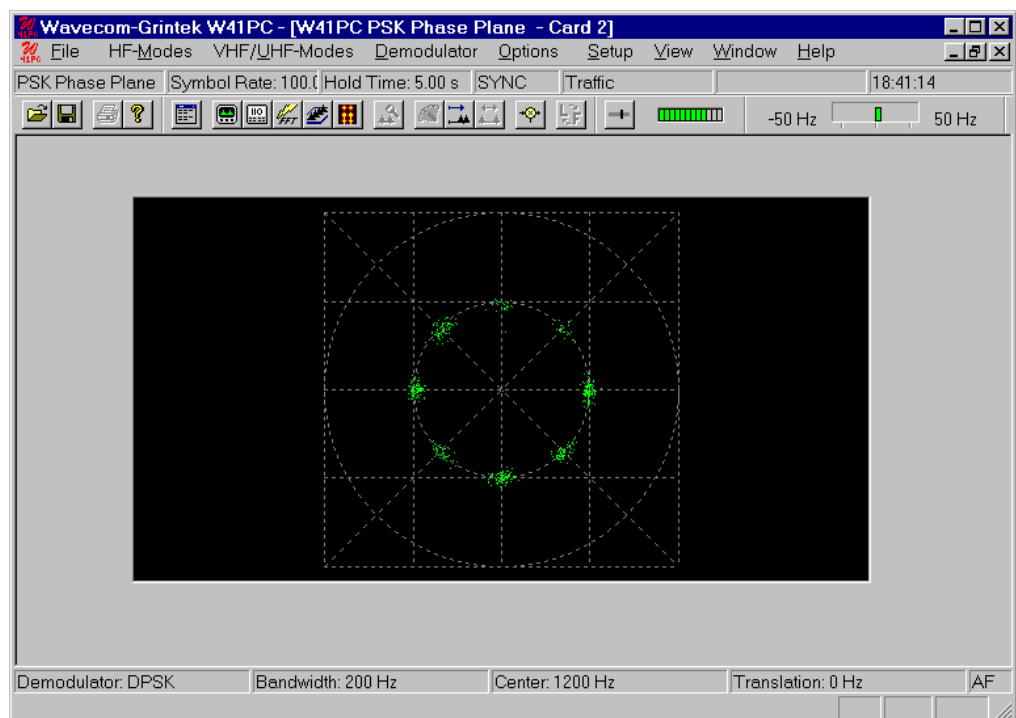 Wavecom-Grintek W41PC - [W41PC PSK Phase Plane - Card 2]
File HF-Modes VHF/UHF-Modes Demodulator Options Setup View Window Help
PSK Phase Plane Symbol Rate: 100.0 Hold Time: 5.00 s SYNC Traffic 18:41:14
-50 Hz 50 Hz
Demodulator: DPSK Bandwidth: 200 Hz Center: 1200 Hz Translation: 0 Hz AF